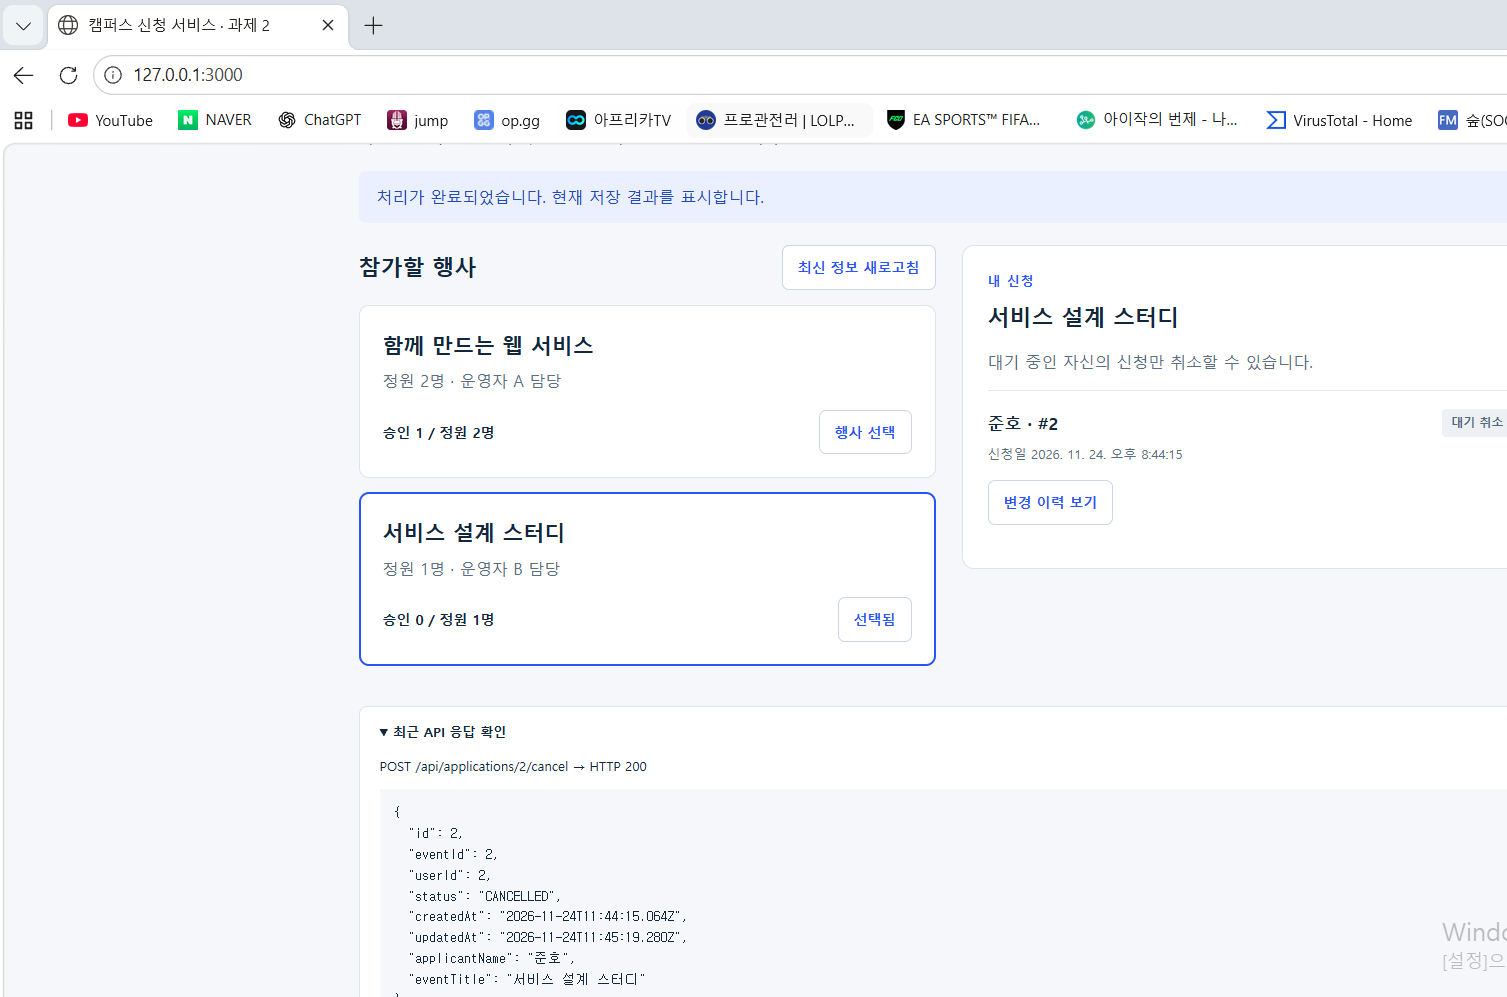 캠퍼스 신청 서비스 · 과제 2
127.0.0.1:3000
YouTube
NAVER
ChatGPT
jump
op.gg
아프리카TV
프로관전러 | LOLP...
EA SPORTS™ FIFA...
아이작의 번제 - 나...
VirusTotal - Home
FM 숲(SO
처리가 완료되었습니다. 현재 저장 결과를 표시합니다.
참가할 행사
최신 정보 새로고침
함께 만드는 웹 서비스
정원 2명 · 운영자 A 담당
승인 1 / 정원 2명
행사 선택
서비스 설계 스터디
정원 1명 · 운영자 B 담당
승인 0 / 정원 1명
선택됨
내 신청
서비스 설계 스터디
대기 중인 자신의 신청만 취소할 수 있습니다.
준호 · #2
대기 취소
신청일 2026. 11. 24. 오후 8:44:15
변경 이력 보기
▼ 최근 API 응답 확인
POST /api/applications/2/cancel → HTTP 200
{
"id": 2,
"eventId": 2,
"userId": 2,
"status": "CANCELLED",
"createdAt": "2026-11-24T11:44:15.064Z",
"updatedAt": "2026-11-24T11:45:19.280Z",
"applicantName": "준호",
"eventTitle": "서비스 설계 스터디"
Windo
[설정]으